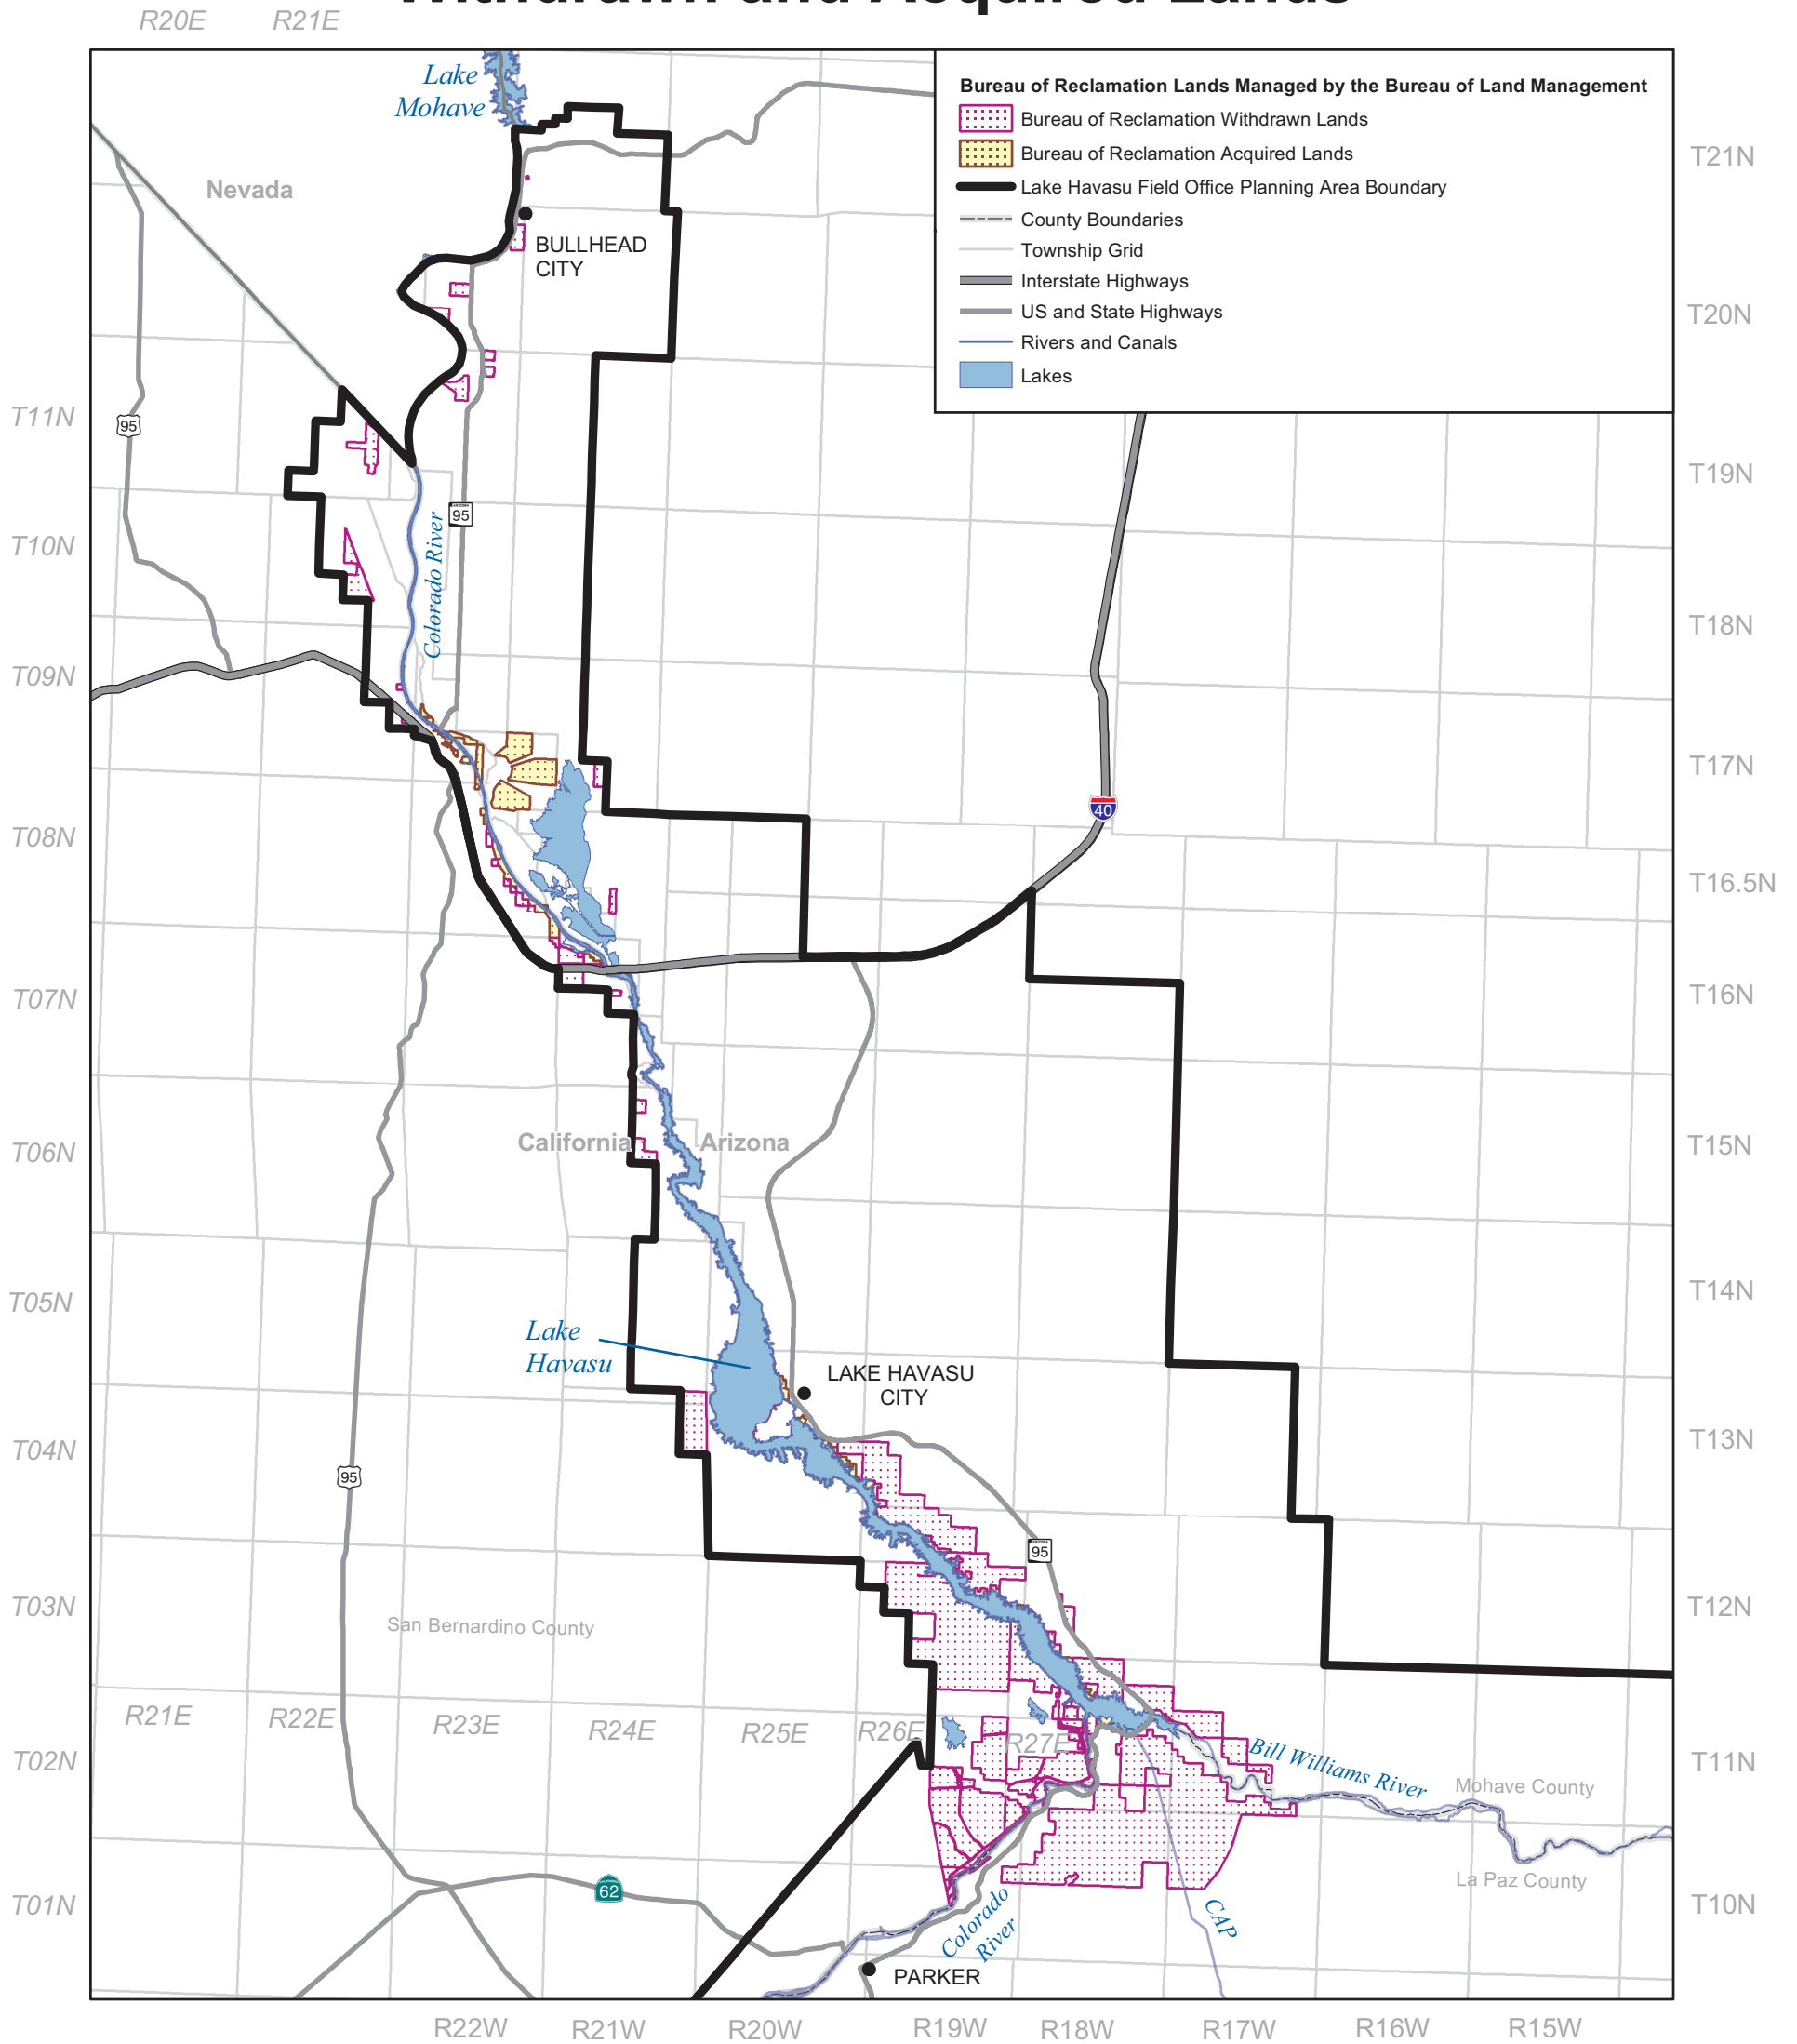 Withdrawn and Acquired Lands
R20E
R21E
Lake
Mohave
Bureau of Reclamation Lands Managed by the Bureau of Land Management
Bureau of Reclamation Withdrawn Lands
Bureau of Reclamation Acquired Lands
Lake Havasu Field Office Planning Area Boundary
County Boundaries
Township Grid
Interstate Highways
US and State Highways
Rivers and Canals
Lakes
T21N
Nevada
BULLHEAD
CITY
T20N
T11N
95
T19N
ARIZONA
95
Colorado River
T10N
T18N
T09N
T17N
40
T08N
T16.5N
T07N
T16N
California
Arizona
T06N
T15N
T05N
T14N
Lake
Havasu
LAKE HAVASU
CITY
T04N
T13N
95
ARIZONA
95
T03N
T12N
San Bernardino County
R21E
R22E
R23E
R24E
R25E
R26E
R27E
T02N
T11N
Bill Williams River
Mohave County
La Paz County
62
T01N
T10N
Colorado
River
CAP
PARKER
R22W
R21W
R20W
R19W
R18W
R17W
R16W
R15W